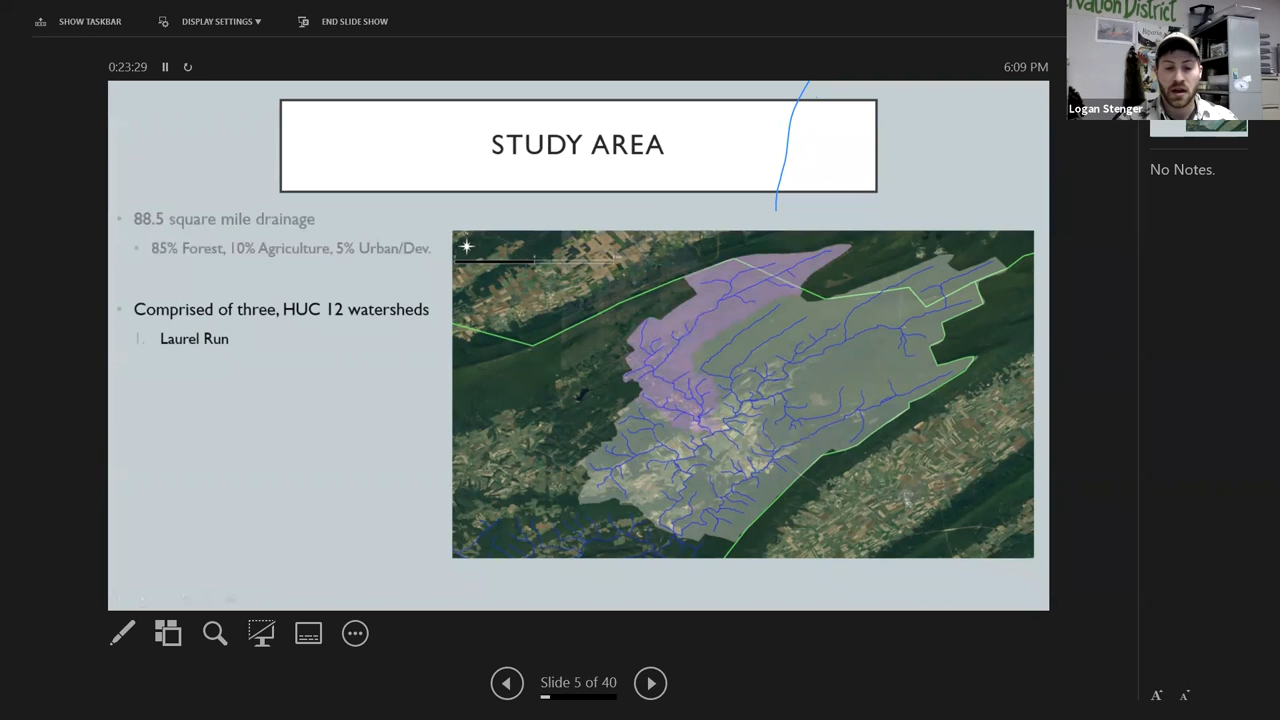 SHOW TASKBAR
DISPLAY SETTINGS ▼
END SLIDE SHOW
ervation District
Logan Stenger
0:23:29
6:09 PM
STUDY AREA
No Notes.
• 88.5 square mile drainage
• 85% Forest, 10% Agriculture, 5% Urban/Dev.
• Comprised of three, HUC 12 watersheds
1. Laurel Run
Slide 5 of 40
A A